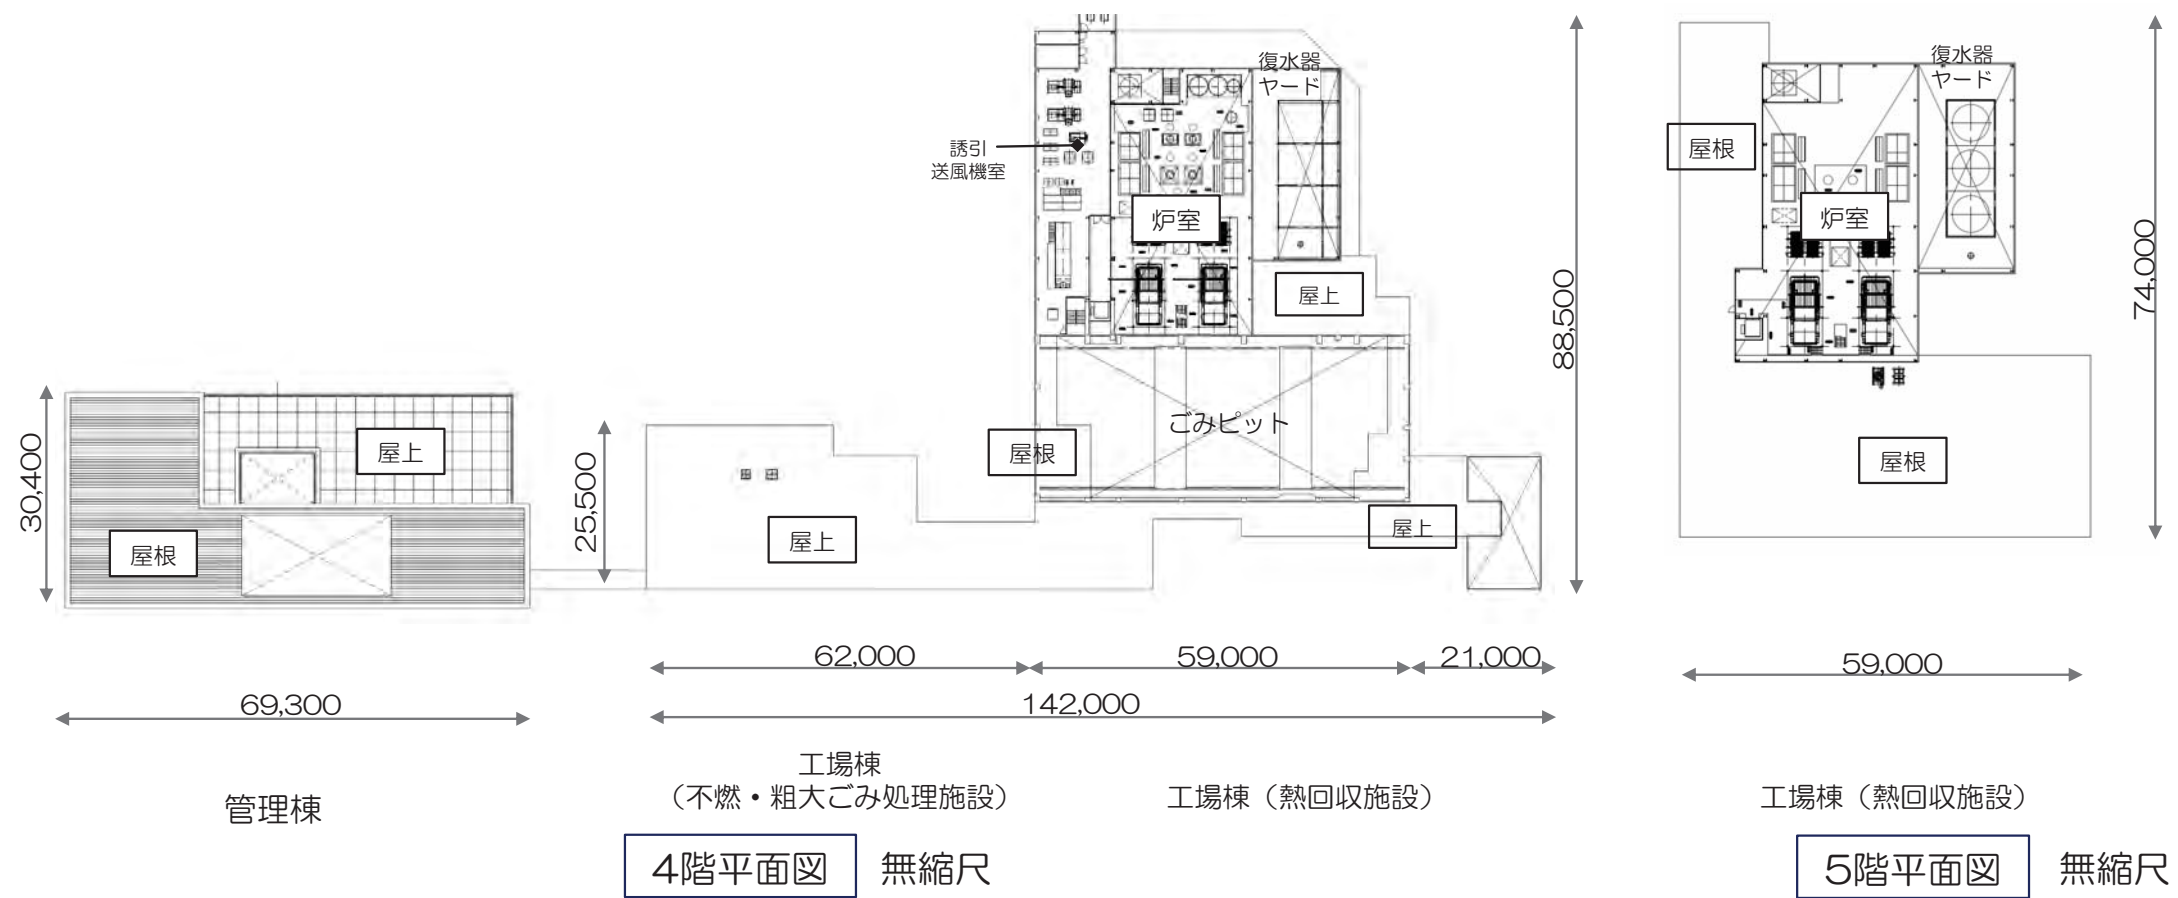 復水器
ヤード
誘引
送風機室
炉室
屋上
88,500
ごみピット
屋根
屋上
30,400
屋根
25,500
屋上
屋上
62,000
59,000
21,000
69,300
142,000
管理棟
工場棟
（不燃・粗大ごみ処理施設）
工場棟（熱回収施設）
4階平面図 無縮尺
復水器
ヤード
屋根
炉室
74,000
屋根
59,000
工場棟（熱回収施設）
5階平面図 無縮尺